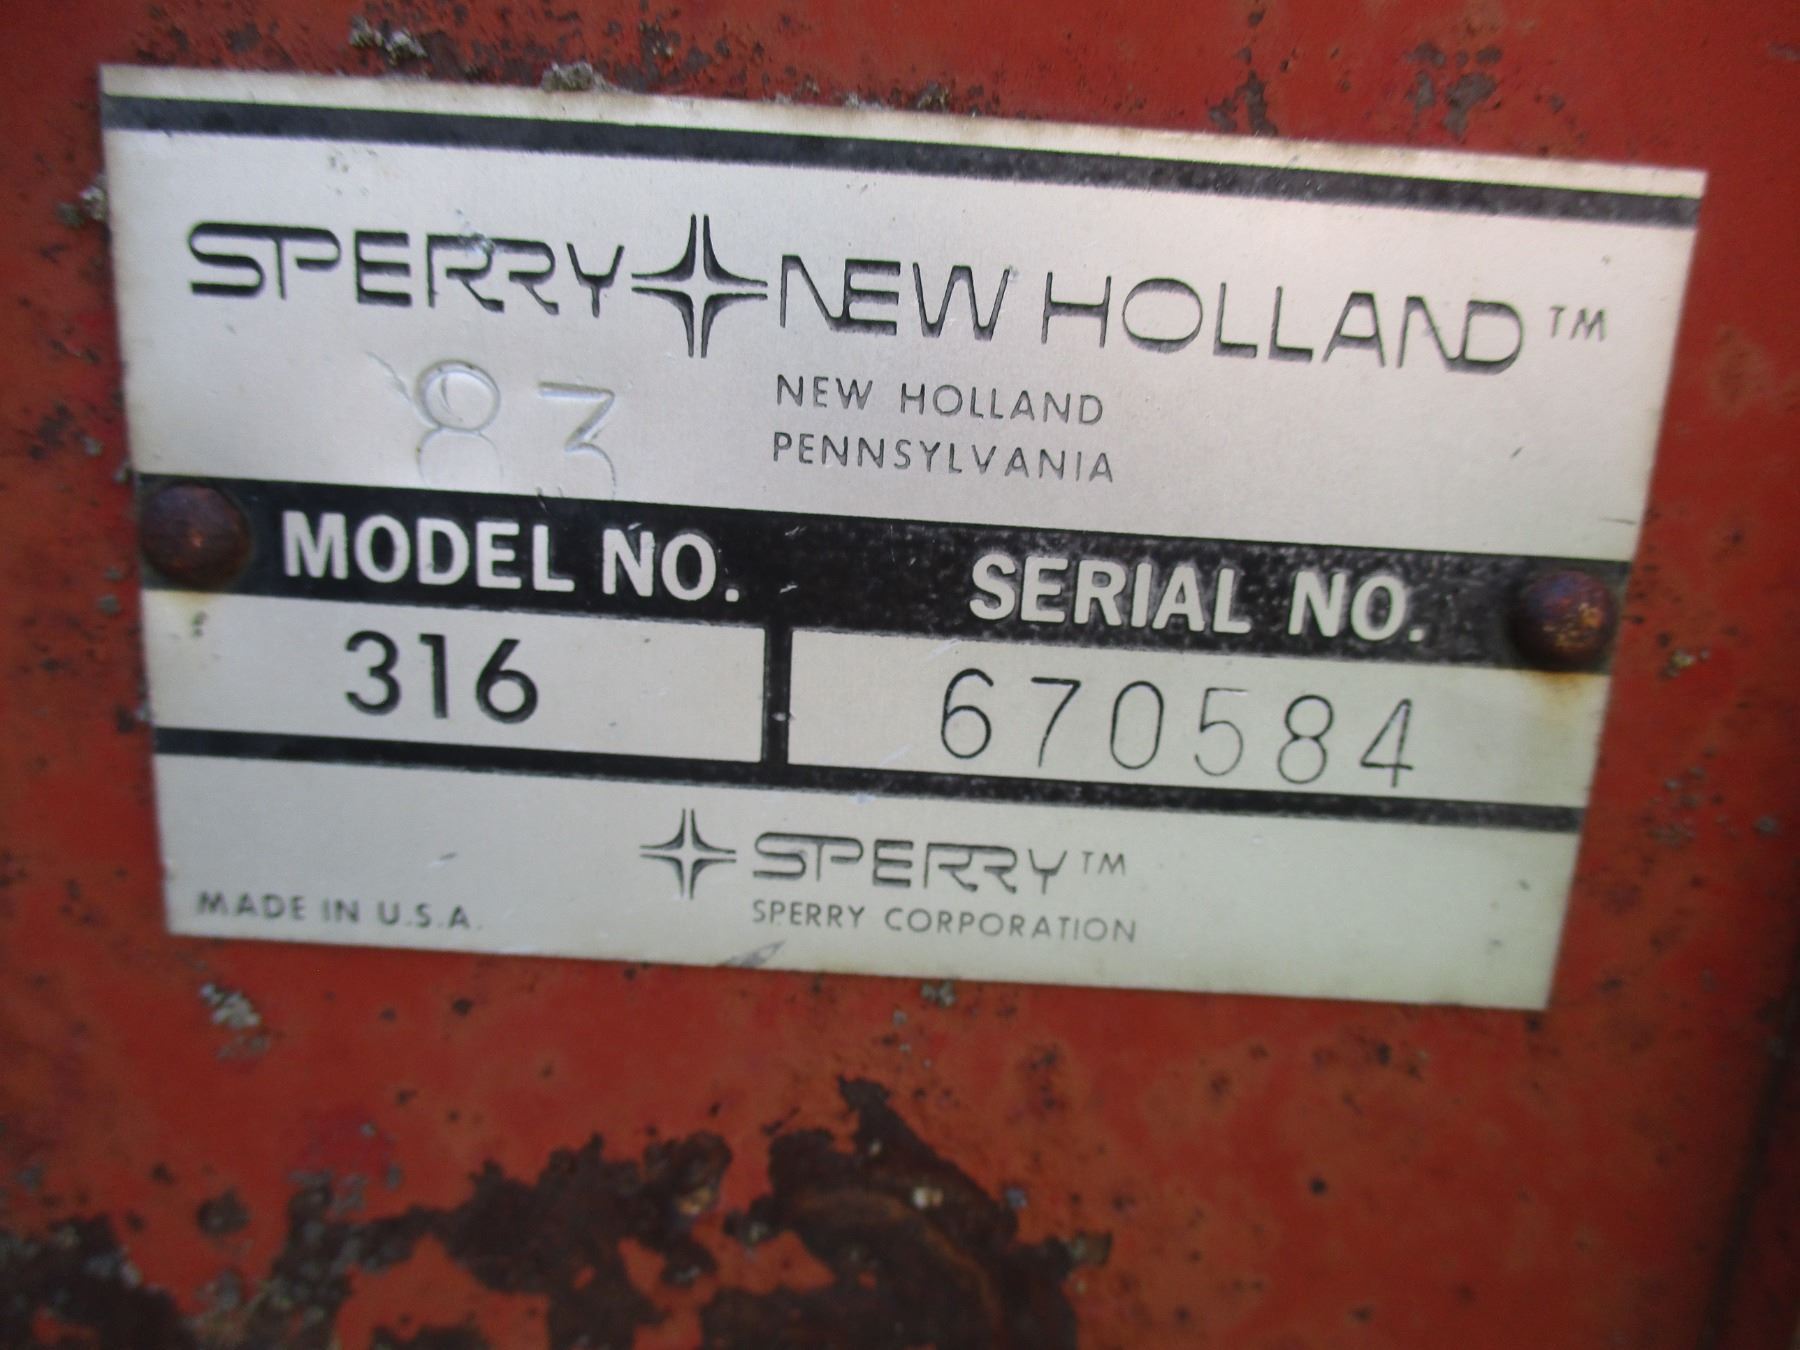 SPERRY NEW HOLLAND™
83
NEW HOLLAND
PENNSYLVANIA
MODEL NO. SERIAL NO.
316 670584
SPERRY™
SPERRY CORPORATION
MADE IN U.S.A.